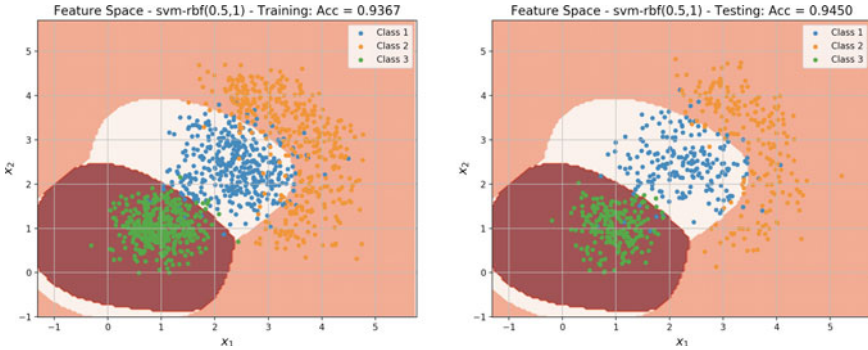 Feature Space - svm-rbf(0.5,1) - Training: Acc = 0.9367
Class 1
Class 2
Class 3
5
4
3
2
1
0
−1
x₂
−1 0 1 2 3 4 5
x₁
Feature Space - svm-rbf(0.5,1) - Testing: Acc = 0.9450
Class 1
Class 2
Class 3
5
4
3
2
1
0
−1
x₂
−1 0 1 2 3 4 5
x₁